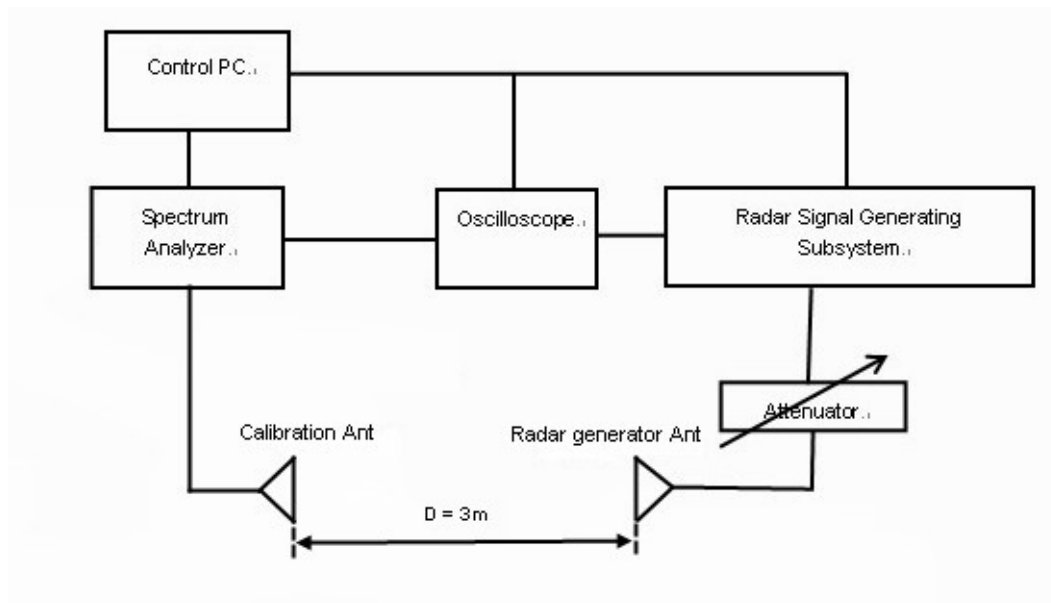 Control PC.
Spectrum
Analyzer.
Oscilloscope.
Radar Signal Generating
Subsystem.
Attenuator.
Calibration Ant
Radar generator Ant
D = 3m